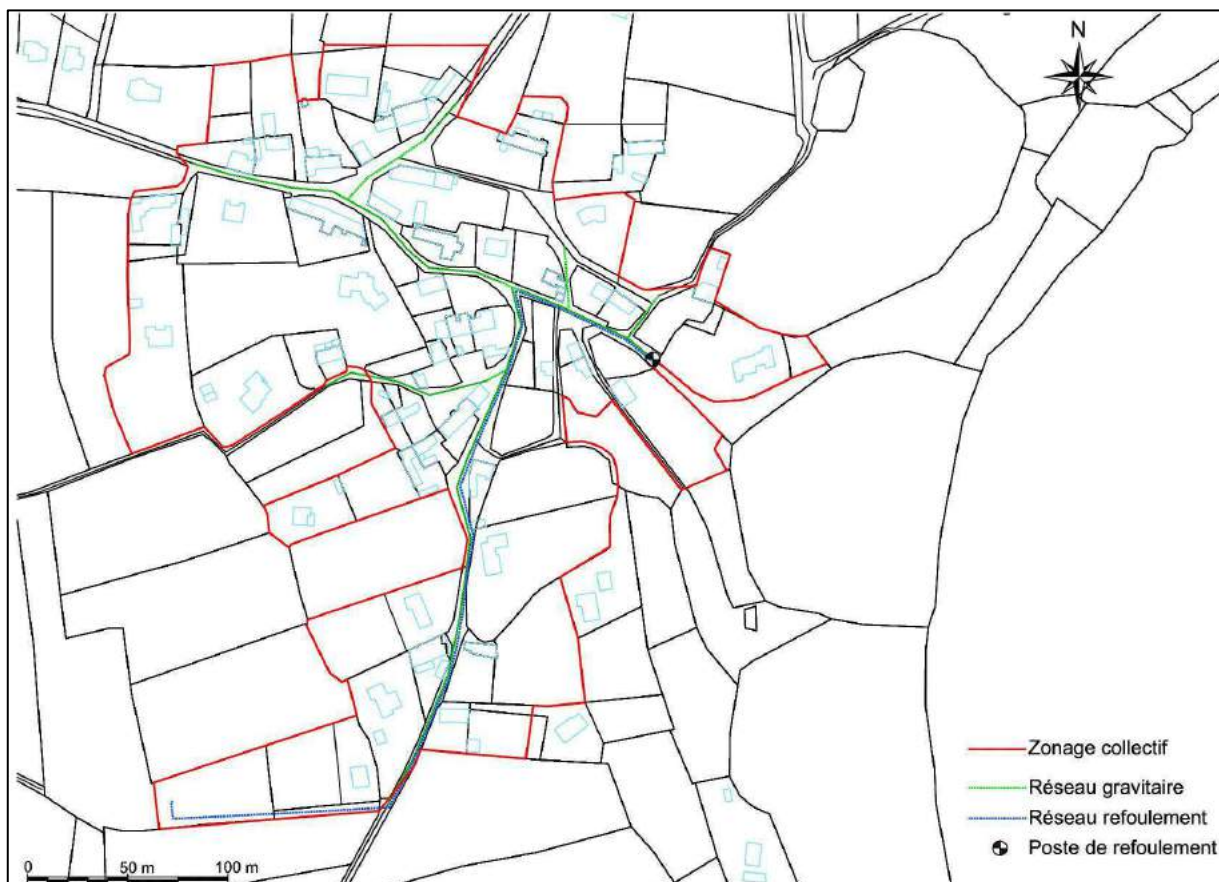 N
Zonage collectif
Réseau gravitaire
Réseau refoulement
Poste de refoulement
0 50 m 100 m